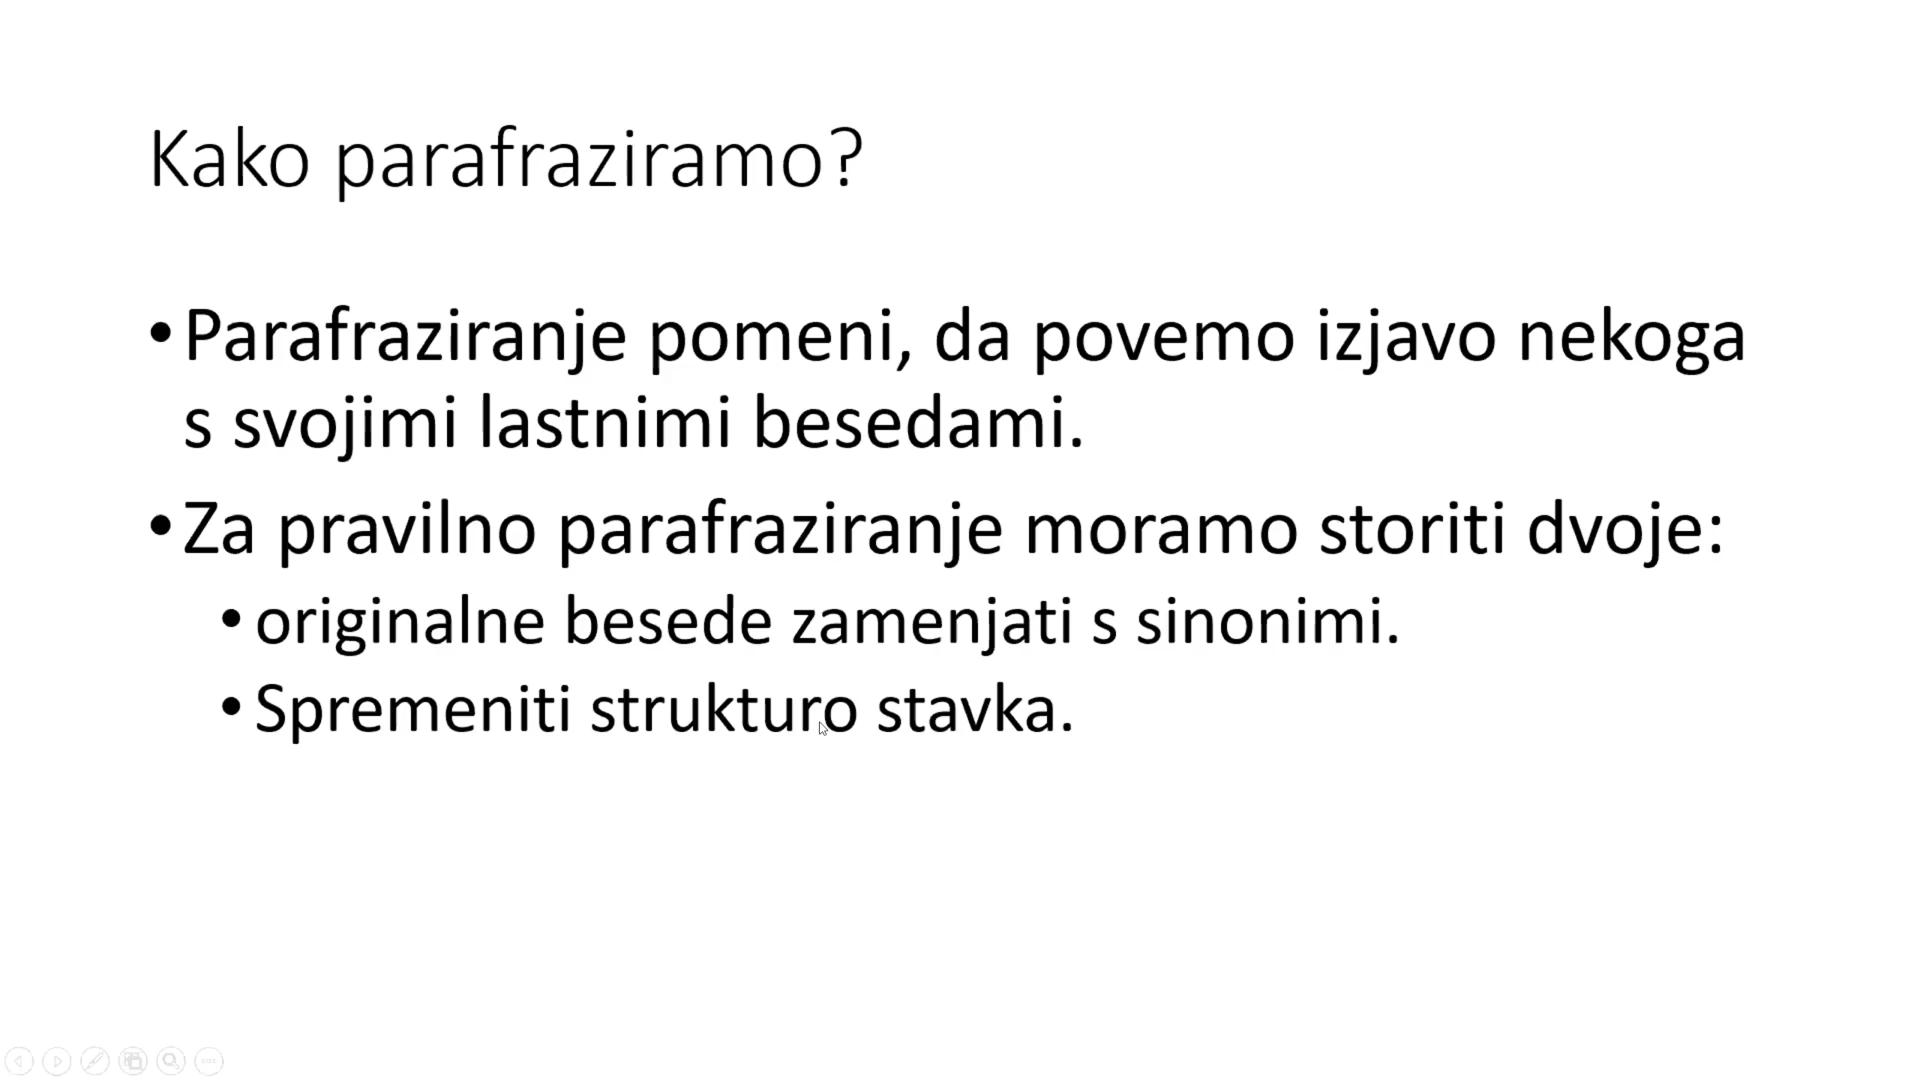 Kako parafraziramo?
• Parafraziranje pomeni, da povemo izjavo nekoga
s svojimi lastnimi besedami.
• Za pravilno parafraziranje moramo storiti dvoje:
• originalne besede zamenjati s sinonimi.
• Spremeniti strukturo stavka.